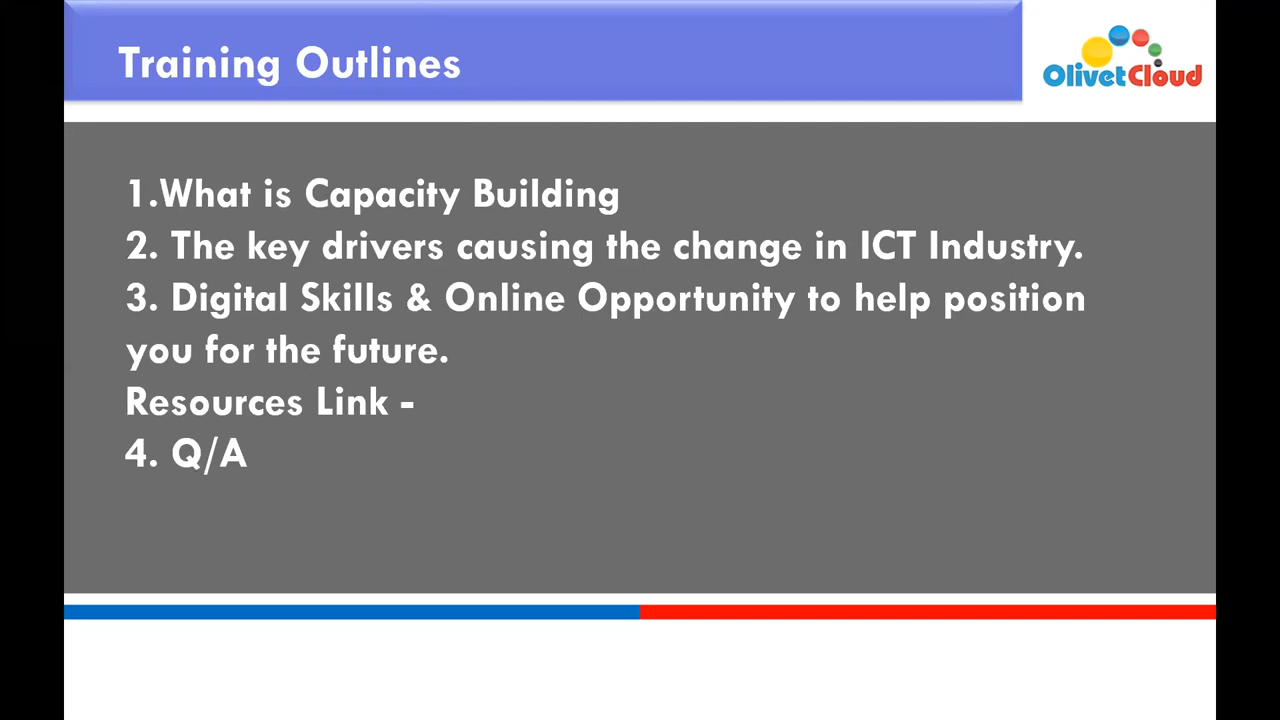 Training Outlines
OlivetCloud
1.What is Capacity Building
2. The key drivers causing the change in ICT Industry.
3. Digital Skills & Online Opportunity to help position
you for the future.
Resources Link -
4. Q/A